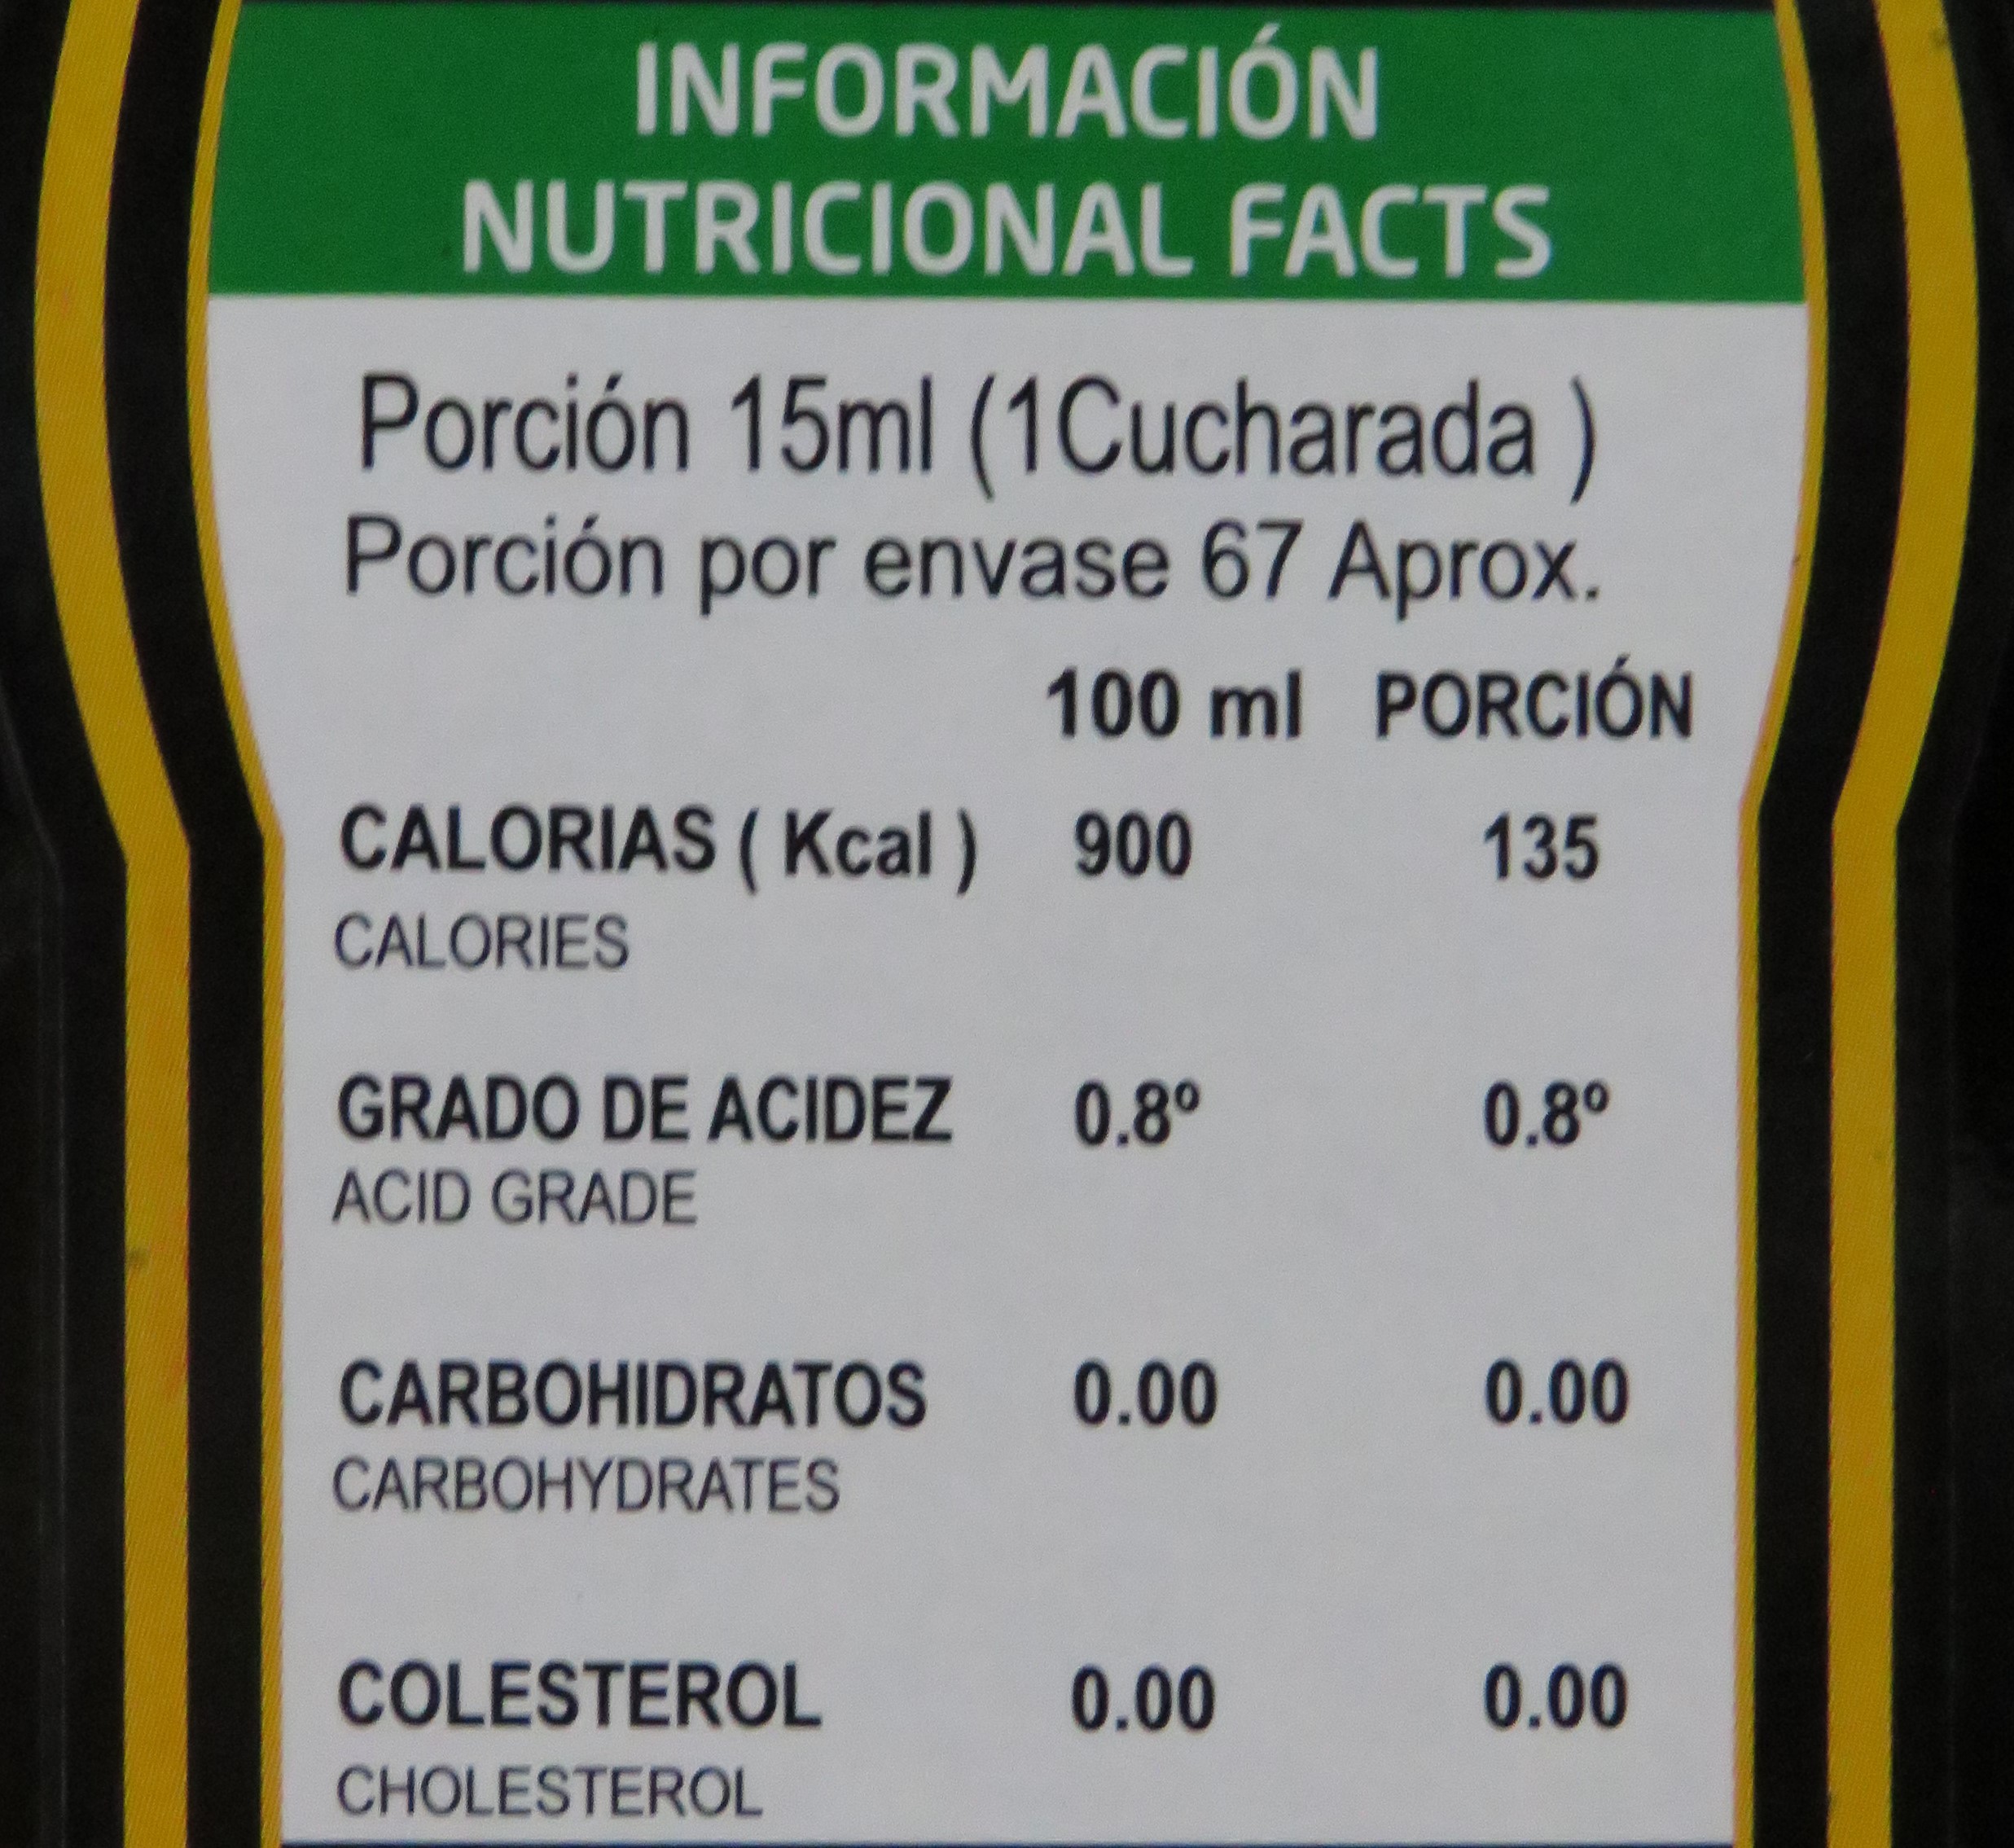 INFORMACIÓN
NUTRICIONAL FACTS
Porción 15ml (1Cucharada )
Porción por envase 67 Aprox.
100 ml PORCIÓN
CALORIAS ( Kcal ) 900 135
CALORIES
GRADO DE ACIDEZ 0.8º 0.8º
ACID GRADE
CARBOHIDRATOS 0.00 0.00
CARBOHYDRATES
COLESTEROL 0.00 0.00
CHOLESTEROL